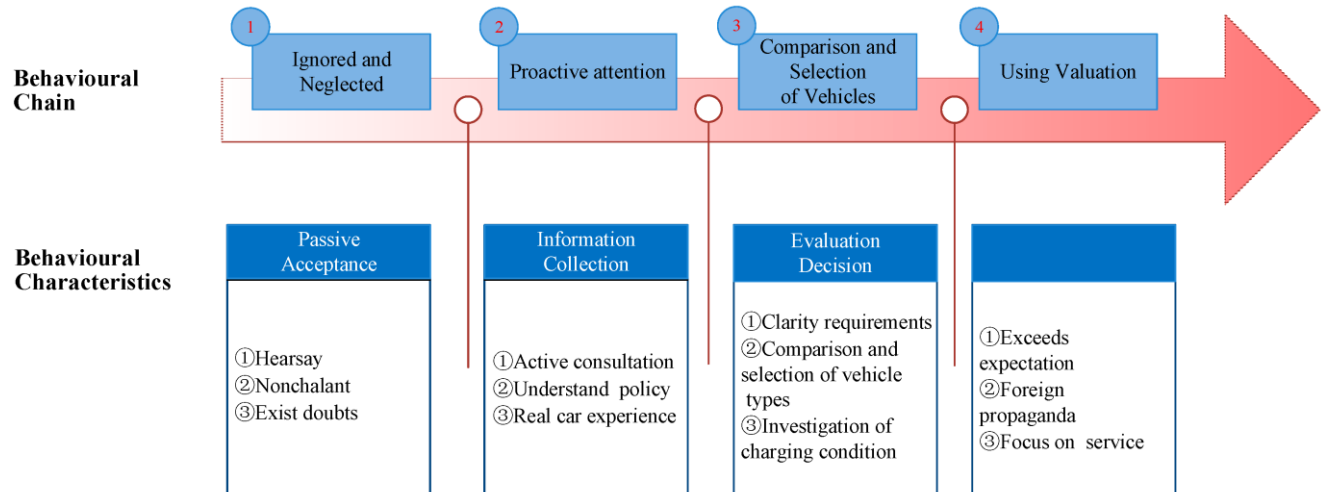 Behavioural
Chain
1
Ignored and
Neglected
2
Proactive attention
3
Comparison and
Selection
of Vehicles
4
Using Valuation
Behavioural
Characteristics
Passive
Acceptance
①Hearsay
②Nonchalant
③Exist doubts
Information
Collection
①Active consultation
②Understand policy
③Real car experience
Evaluation
Decision
①Clarity requirements
②Comparison and
selection of vehicle
types
③Investigation of
charging condition
①Exceeds
expectation
②Foreign
propaganda
③Focus on service